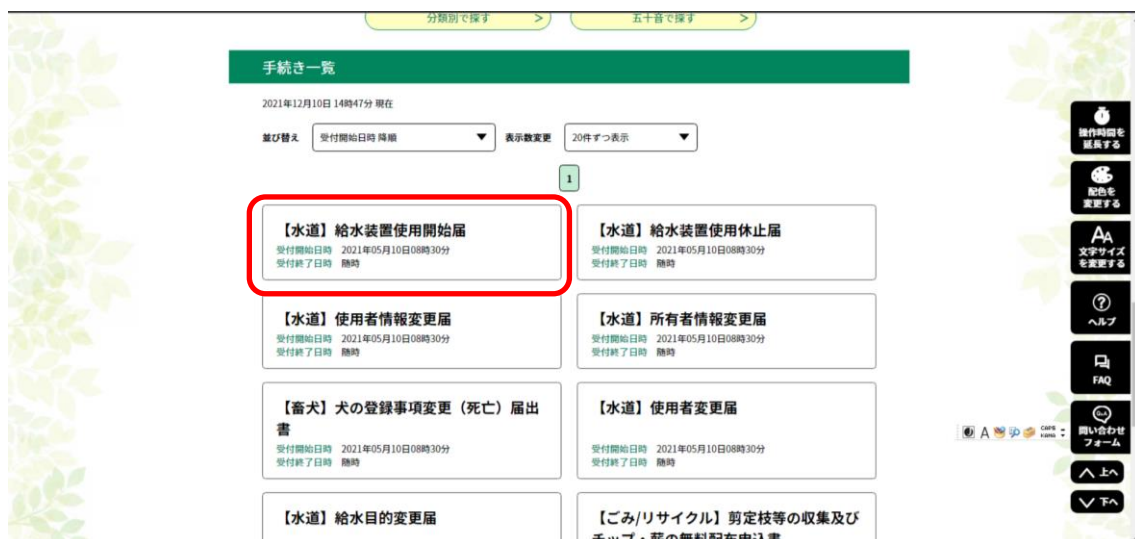 分類別で探す >
五十音で探す >
手続き一覧
2021年12月10日 14時47分 現在
並び替え 受付開始日時 降順 ▼ 表示数変更 20件ずつ表示 ▼
1
【水道】給水装置使用開始届
受付開始日時 2021年05月10日08時30分
受付終了日時 随時
【水道】給水装置使用休止届
受付開始日時 2021年05月10日08時30分
受付終了日時 随時
【水道】使用者情報変更届
受付開始日時 2021年05月10日08時30分
受付終了日時 随時
【水道】所有者情報変更届
受付開始日時 2021年05月10日08時30分
受付終了日時 随時
【畜犬】犬の登録事項変更（死亡）届出
書
受付開始日時 2021年05月10日08時30分
受付終了日時 随時
【水道】使用者変更届
受付開始日時 2021年05月10日08時30分
受付終了日時 随時
【水道】給水目的変更届
【ごみ/リサイクル】剪定枝等の収集及び
チップ・薪の無料配布申込書
操作時間を
延長する
配色を
変更する
AA
文字サイズ
を変更する
?
ヘルプ
FAQ
Q&A
問い合わせ
フォーム
上へ
下へ
A
CAPS
KANA